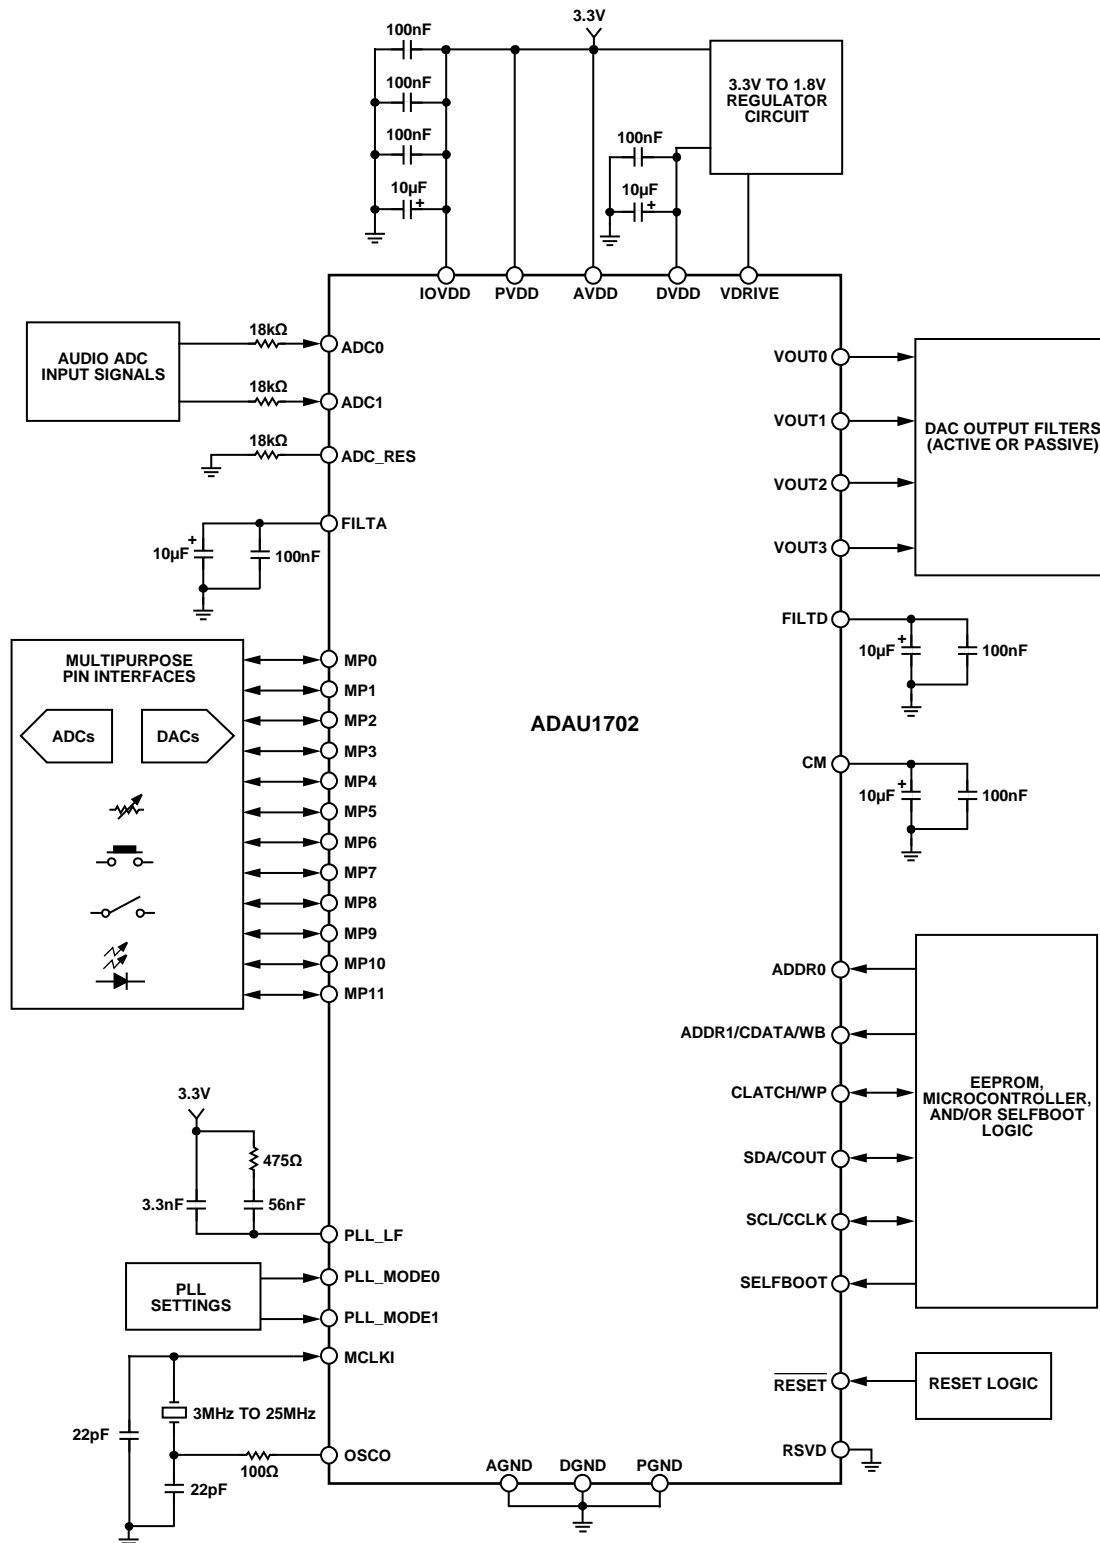 3.3V
100nF
100nF
100nF
10µF
100nF
10µF
3.3V TO 1.8V
REGULATOR
CIRCUIT
IOVDD
PVDD
AVDD
DVDD
VDRIVE
AUDIO ADC
INPUT SIGNALS
18kΩ
ADC0
18kΩ
ADC1
18kΩ
ADC_RES
FILTA
10µF
+
100nF
MULTIPURPOSE
PIN INTERFACES
ADCs
DACs
MP0
MP1
MP2
MP3
MP4
MP5
MP6
MP7
MP8
MP9
MP10
MP11
3.3V
475Ω
3.3nF
56nF
PLL_LF
PLL
SETTINGS
PLL_MODE0
PLL_MODE1
MCLKI
3MHz TO 25MHz
22pF
100Ω
22pF
OSCO
ADAU1702
AGND
DGND
PGND
VOUT0
VOUT1
VOUT2
VOUT3
DAC OUTPUT FILTERS
(ACTIVE OR PASSIVE)
FILTD
10µF
+
100nF
CM
10µF
+
100nF
ADDR0
ADDR1/CDATA/WB
CLATCH/WP
SDA/COUT
SCL/CCLK
SELFBOOT
EEPROM,
MICROCONTROLLER,
AND/OR SELFBOOT
LOGIC
RESET
RESET LOGIC
RSVD